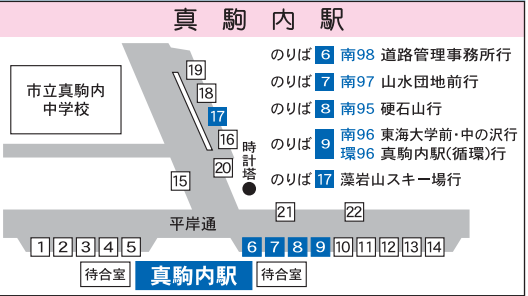 真駒内駅
市立真駒内
中学校
19
18
17
16
20
15
時計塔
のりば 6 南98 道路管理事務所行
のりば 7 南97 山水団地前行
のりば 8 南95 硬石山行
のりば 9 南96 東海大学前・中の沢行
環96 真駒内駅(循環)行
のりば 17 藻岩山スキー場行
21 22
平岸通
1 2 3 4 5 6 7 8 9 10 11 12 13 14
待合室 真駒内駅 待合室